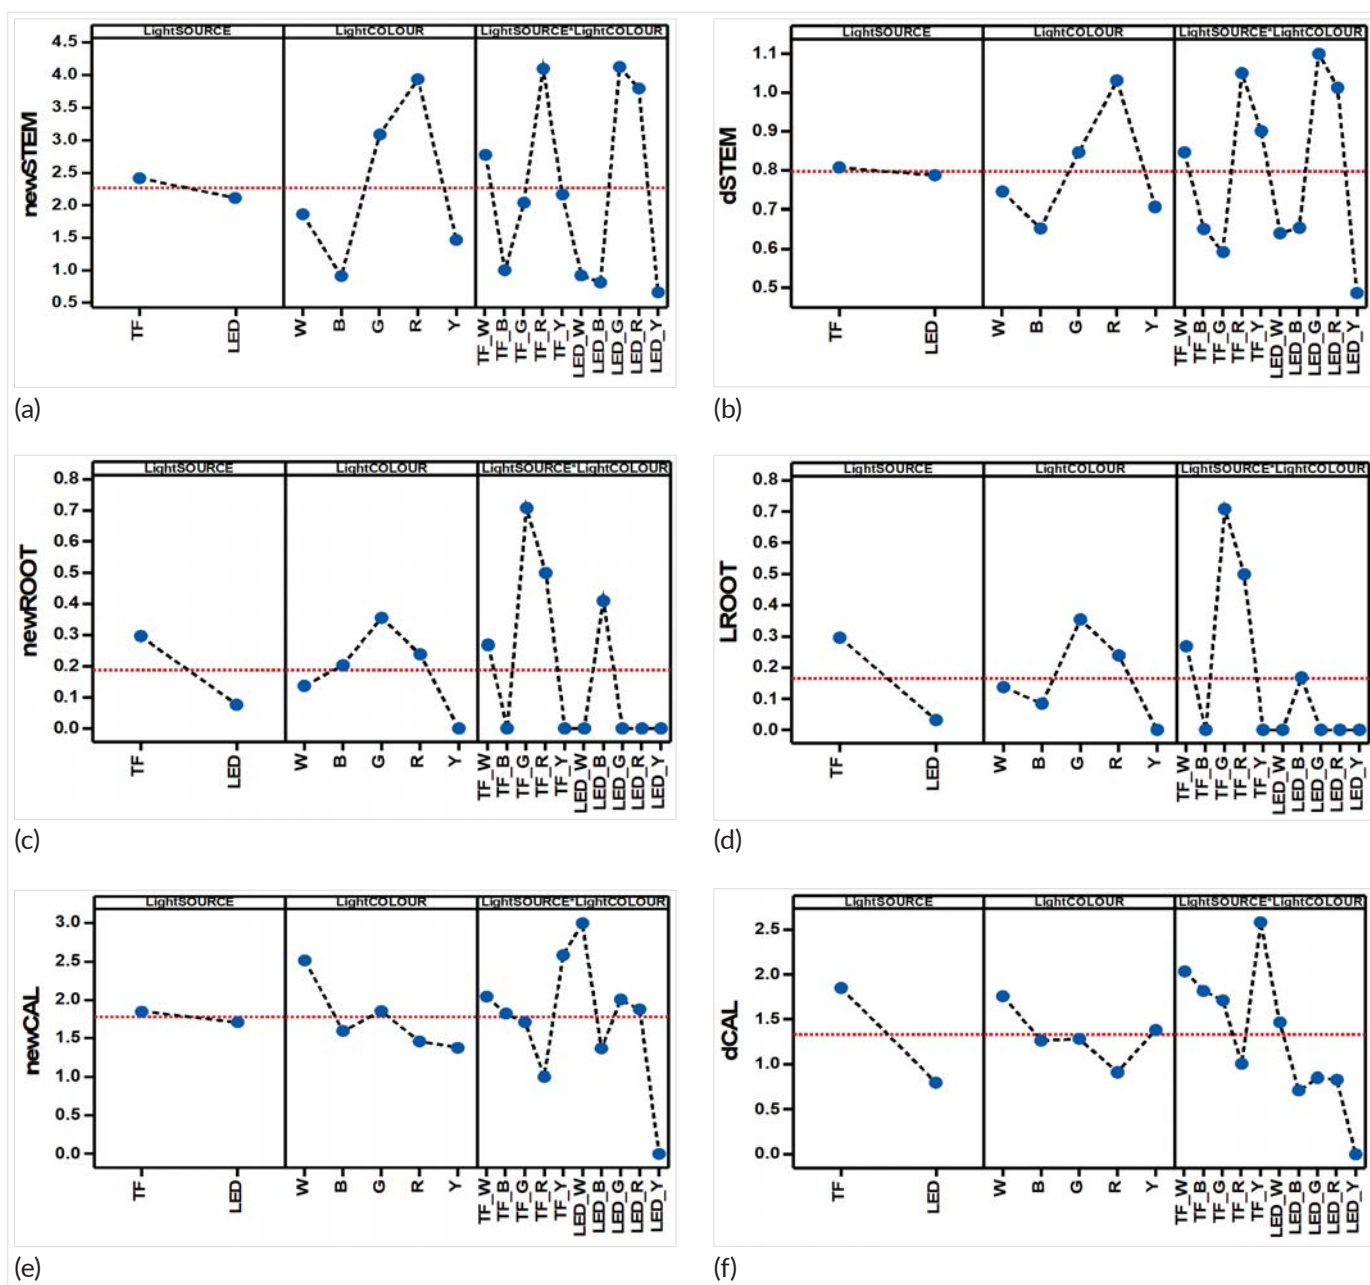 LightSOURCE LightCOLOUR LightSOURCE*LightCOLOUR
newSTEM
4.5
4.0
3.5
3.0
2.5
2.0
1.5
1.0
0.5
TF LED W B G R Y TF_W TF_B TF_G TF_R TF_Y LED_W LED_B LED_G LED_R LED_Y
(a)
LightSOURCE LightCOLOUR LightSOURCE*LightCOLOUR
dSTEM
1.1
1.0
0.9
0.8
0.7
0.6
0.5
TF LED W B G R Y TF_W TF_B TF_G TF_R TF_Y LED_W LED_B LED_G LED_R LED_Y
(b)
LightSOURCE LightCOLOUR LightSOURCE*LightCOLOUR
newROOT
0.8
0.7
0.6
0.5
0.4
0.3
0.2
0.1
0.0
TF LED W B G R Y TF_W TF_B TF_G TF_R TF_Y LED_W LED_B LED_G LED_R LED_Y
(c)
LightSOURCE LightCOLOUR LightSOURCE*LightCOLOUR
LROOT
0.8
0.7
0.6
0.5
0.4
0.3
0.2
0.1
0.0
TF LED W B G R Y TF_W TF_B TF_G TF_R TF_Y LED_W LED_B LED_G LED_R LED_Y
(d)
LightSOURCE LightCOLOUR LightSOURCE*LightCOLOUR
newCAL
3.0
2.5
2.0
1.5
1.0
0.5
0.0
TF LED W B G R Y TF_W TF_B TF_G TF_R TF_Y LED_W LED_B LED_G LED_R LED_Y
(e)
LightSOURCE LightCOLOUR LightSOURCE*LightCOLOUR
dCAL
2.5
2.0
1.5
1.0
0.5
0.0
TF LED W B G R Y TF_W TF_B TF_G TF_R TF_Y LED_W LED_B LED_G LED_R LED_Y
(f)